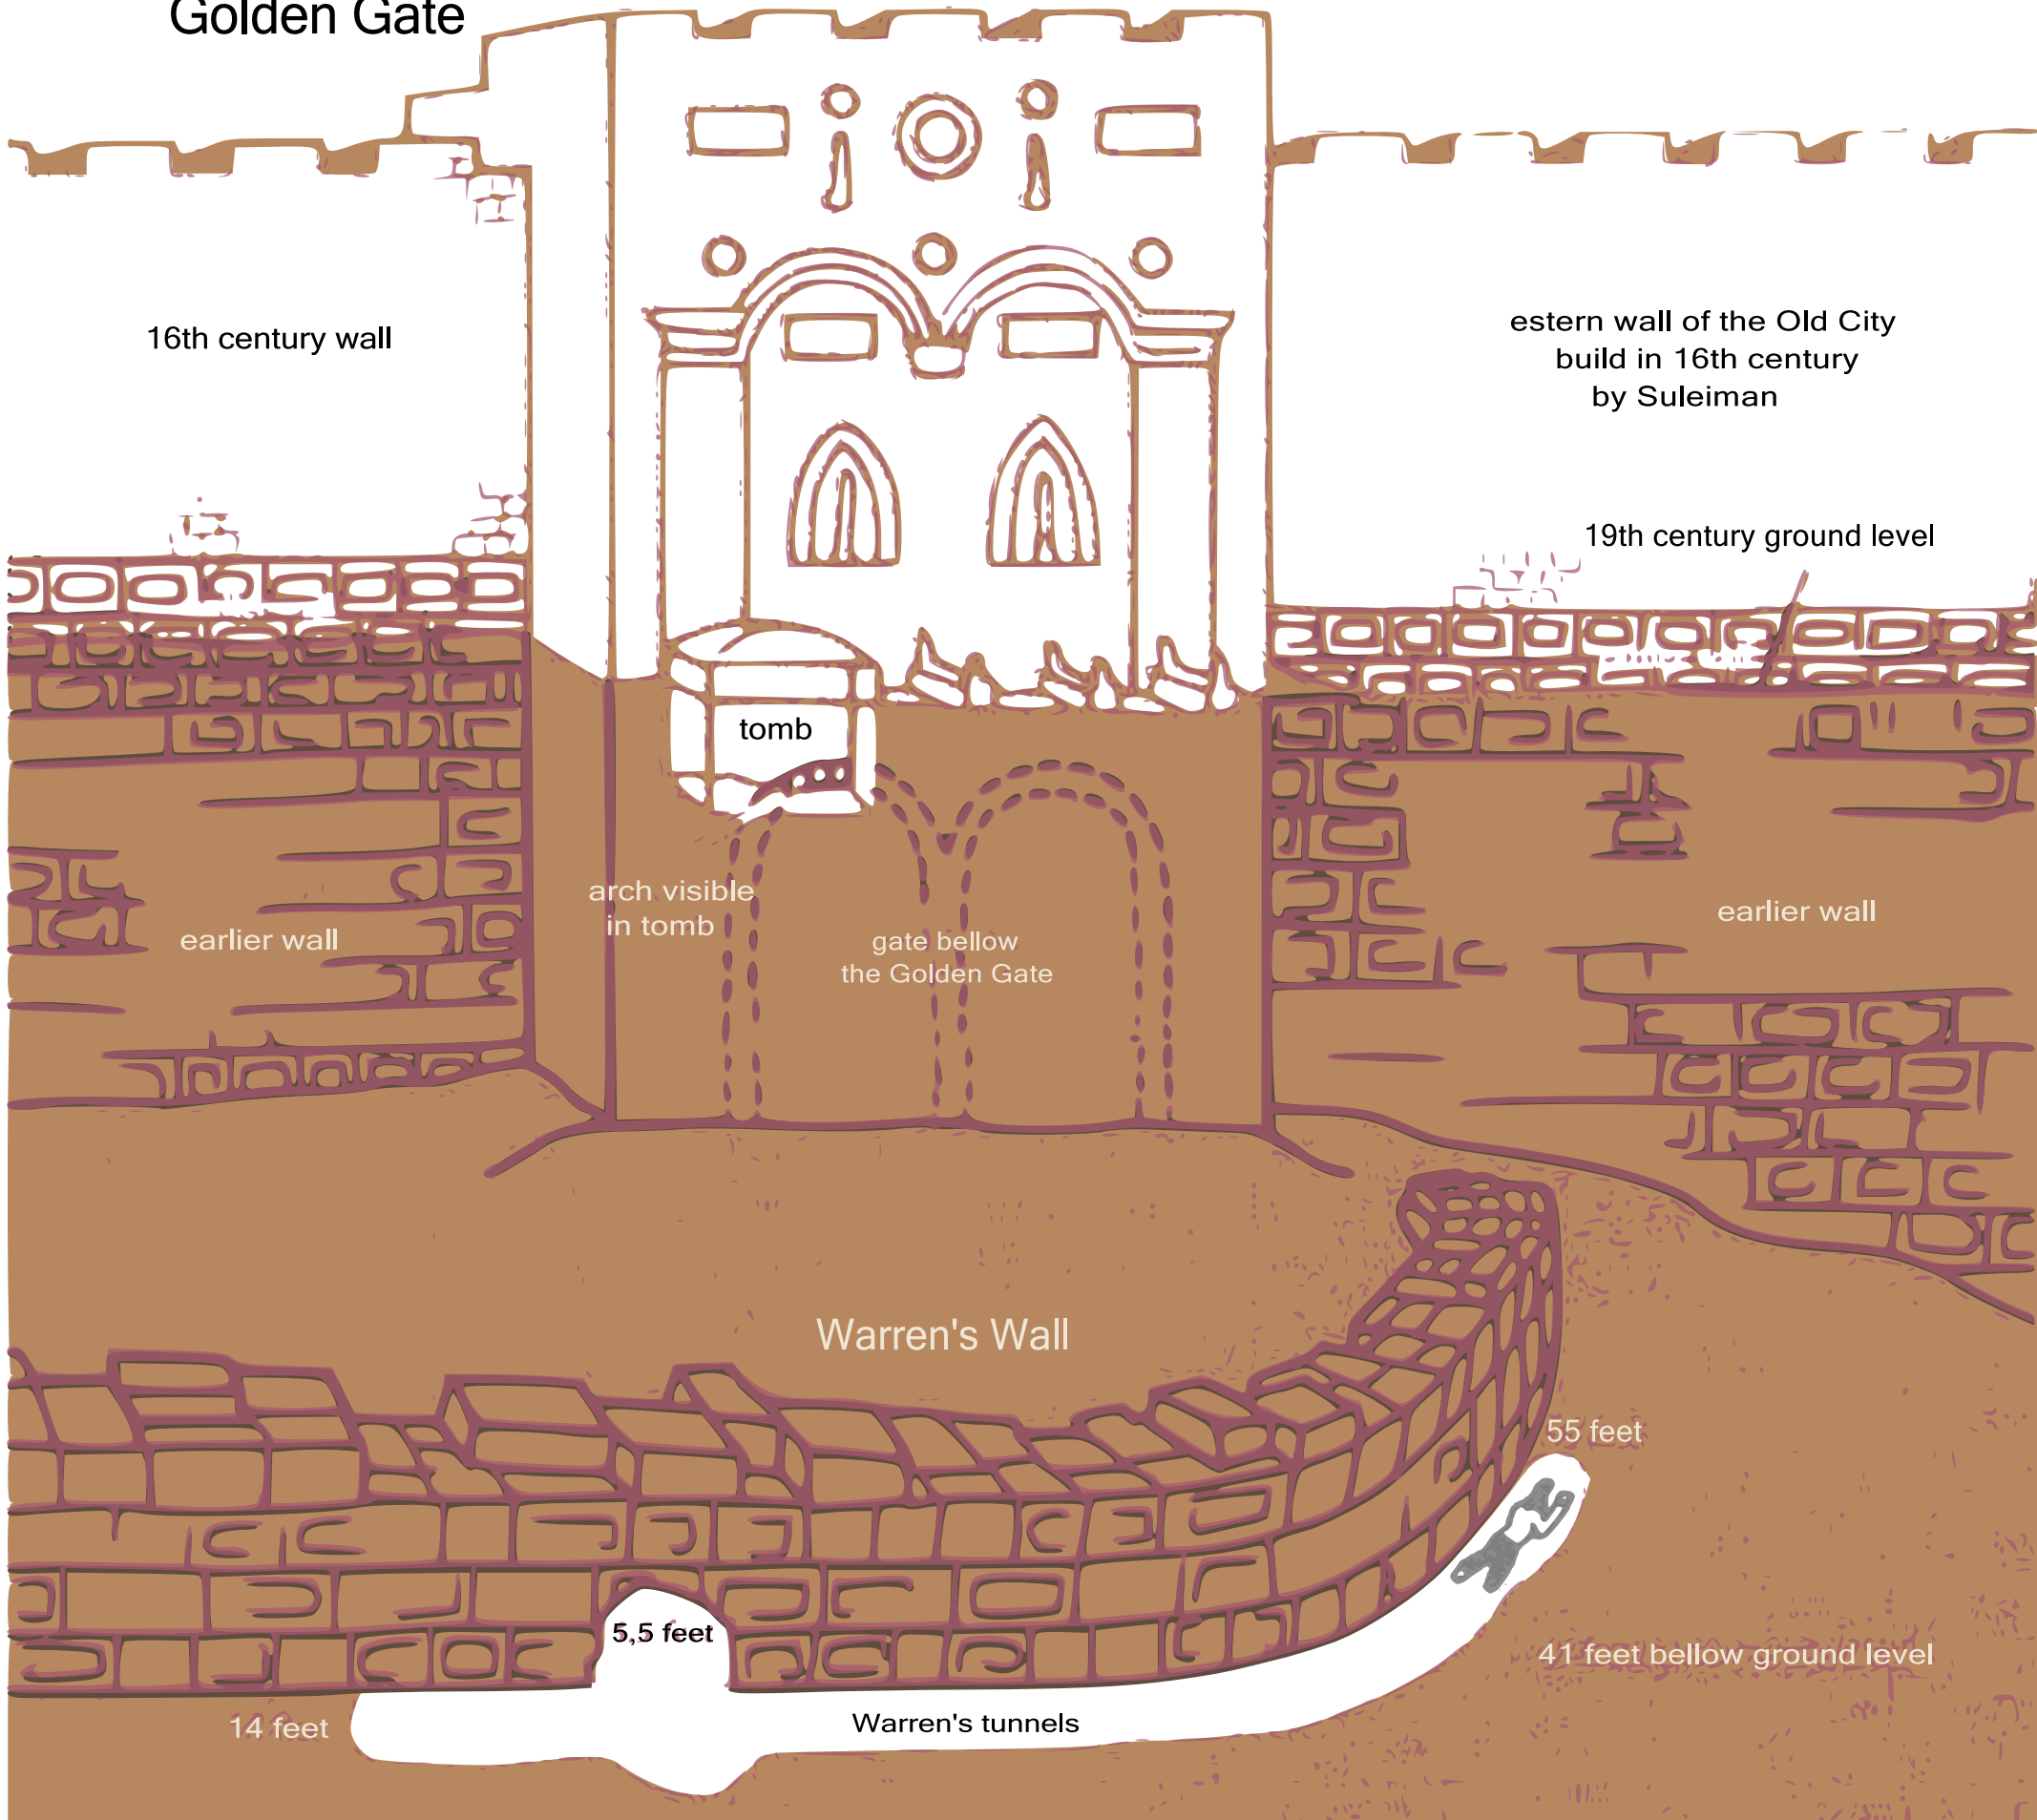 Golden Gate
16th century wall
estern wall of the Old City
build in 16th century
by Suleiman
19th century ground level
tomb
arch visible
in tomb
gate bellow
the Golden Gate
earlier wall
earlier wall
Warren's Wall
55 feet
5,5 feet
41 feet bellow ground level
14 feet
Warren's tunnels